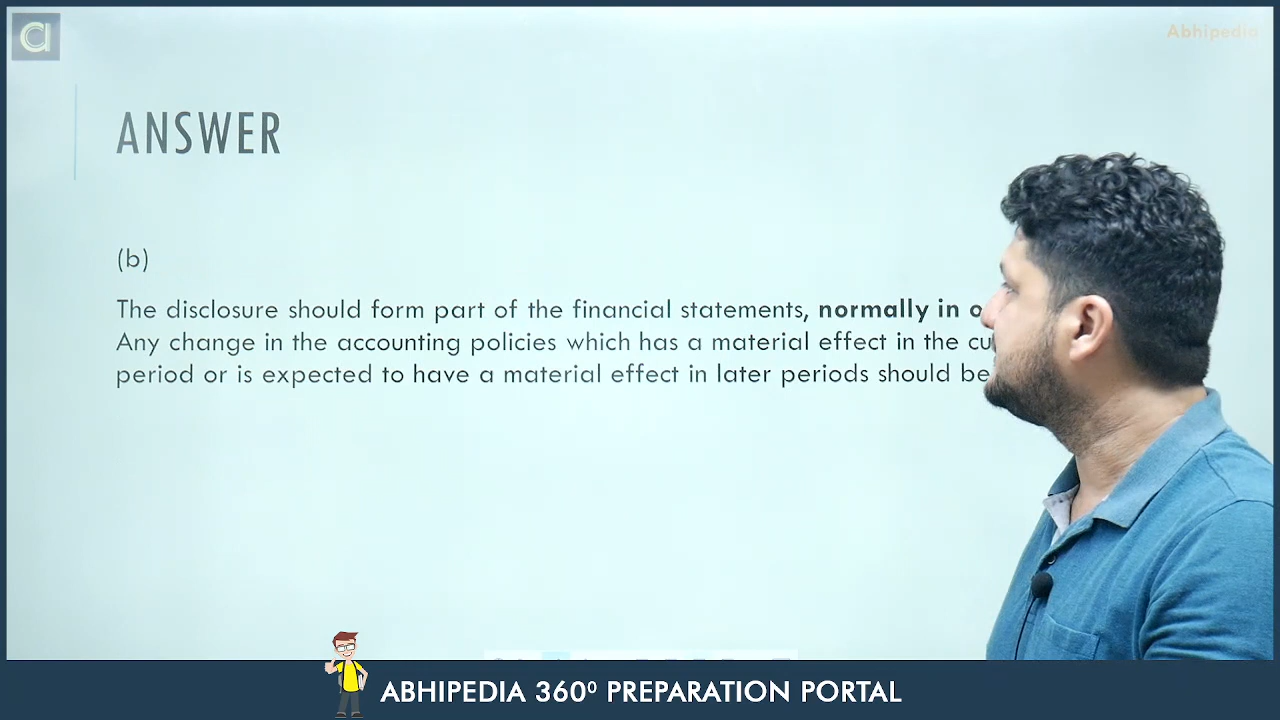 Abhipedia
ANSWER
(b)
The disclosure should form part of the financial statements, normally in
Any change in the accounting policies which has a material effect in the
period or is expected to have a material effect in later periods should be
ABHIPEDIA 360⁰ PREPARATION PORTAL